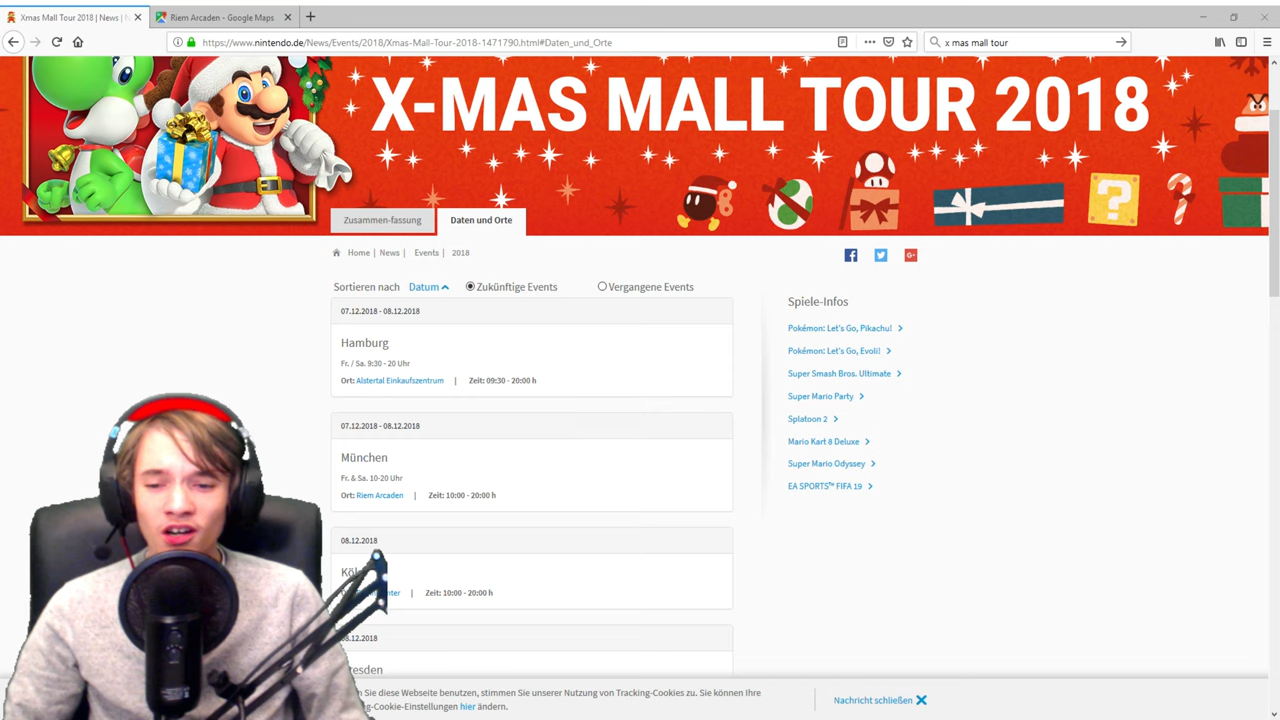 Xmas Mall Tour 2018 | News |
Riem Arcaden - Google Maps
https://www.nintendo.de/News/Events/2018/Xmas-Mall-Tour-2018-1471790.html#Daten_und_Orte
x mas mall tour
X-MAS MALL TOUR 2018
Zusammen-fassung
Daten und Orte
Home | News | Events | 2018
Sortieren nach Datum Zukünftige Events Vergangene Events
07.12.2018 - 08.12.2018
Hamburg
Fr. / Sa. 9:30 - 20 Uhr
Ort: Alstertal Einkaufszentrum | Zeit: 09:30 - 20:00 h
07.12.2018 - 08.12.2018
München
Fr. & Sa. 10-20 Uhr
Ort: Riem Arcaden | Zeit: 10:00 - 20:00 h
08.12.2018
| Zeit: 10:00 - 20:00 h
Spiele-Infos
Pokémon: Let's Go, Pikachu!
Pokémon: Let's Go, Evoli!
Super Smash Bros. Ultimate
Super Mario Party
Splatoon 2
Mario Kart 8 Deluxe
Super Mario Odyssey
EA SPORTS™ FIFA 19
Sie diese Webseite benutzen, stimmen Sie unserer Nutzung von Tracking-Cookies zu. Sie können Ihre
-Cookie-Einstellungen hier ändern.
Nachricht schließen